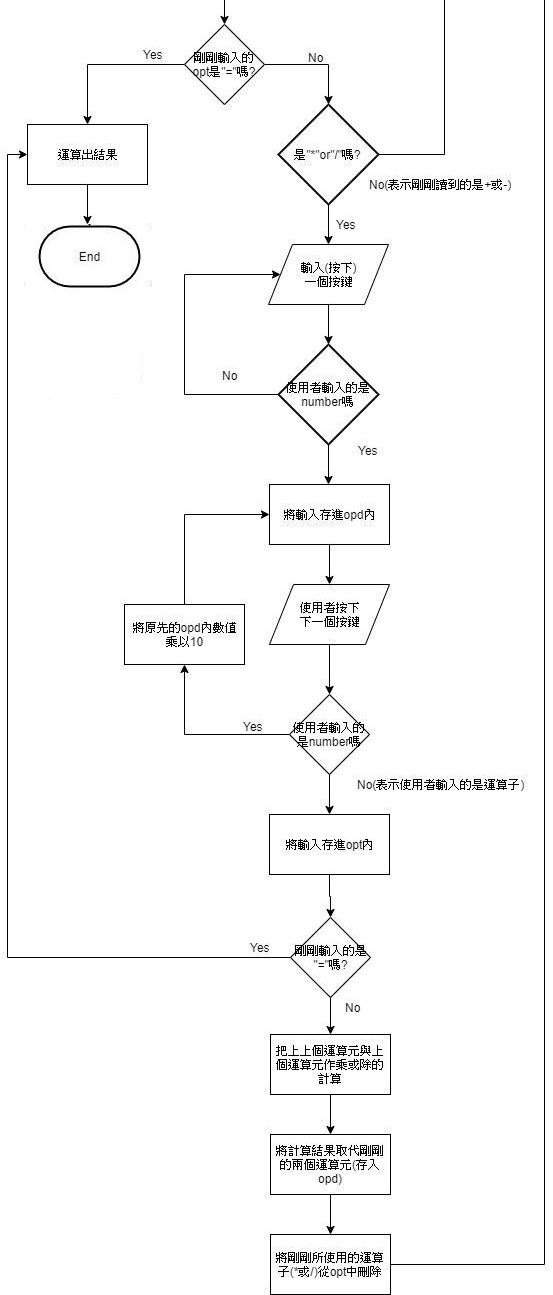 剛剛輸入的
opt是"="嗎?
Yes
No
運算出結果
是"*"or"/"嗎?
No(表示剛剛讀到的是+或-)
Yes
End
輸入(按下)
一個按鍵
No
使用者輸入的是
number嗎
Yes
將輸入存進opd內
使用者按下
下一個按鍵
將原先的opd內數值
乘以10
Yes
使用者輸入的
是number嗎
No(表示使用者輸入的是運算子)
將輸入存進opt內
Yes
剛剛輸入的是
"="嗎?
No
把上上個運算元與上
個運算元作乘或除的
計算
將計算結果取代剛剛
的兩個運算元(存入
opd)
將剛剛所使用的運算
子(*或/)從opt中刪除